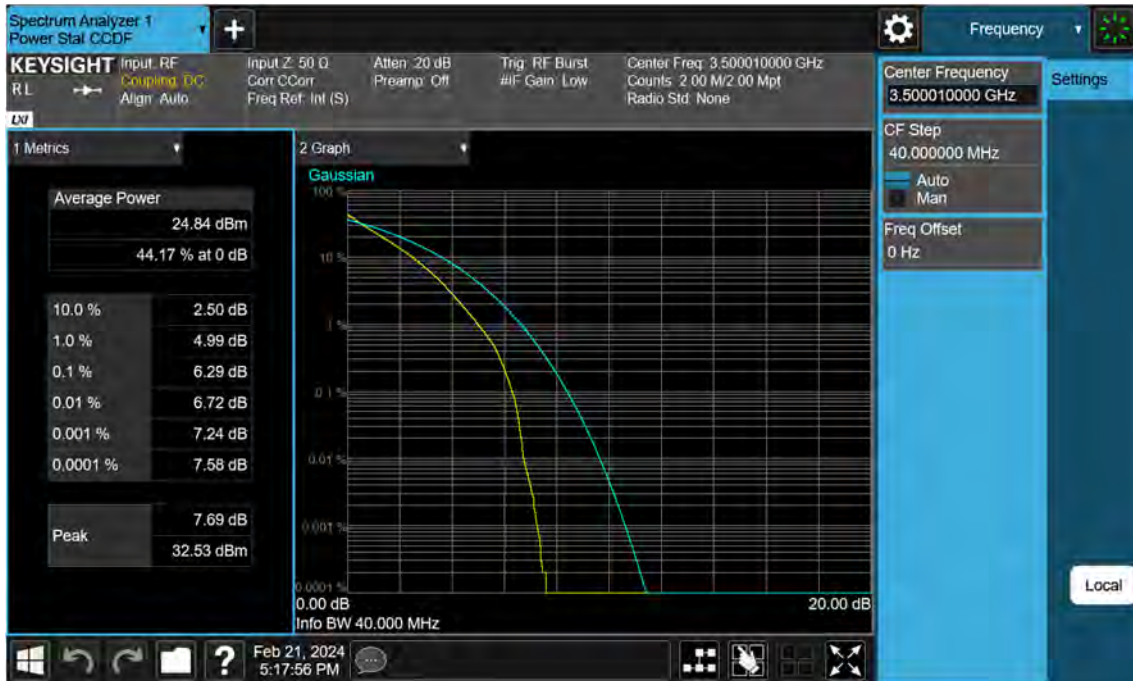 Spectrum Analyzer 1
Power Stat CCDF
+
Frequency
KEYSIGHT
RL
LXI
Input: RF
Coupling: DC
Align: Auto
Input Z: 50 Ω
Corr CCorr
Freq Ref: Int (S)
Atten: 20 dB
Preamp: Off
Trig: RF Burst
#IF Gain: Low
Center Freq: 3.500010000 GHz
Counts: 2.00 M/2.00 Mpt
Radio Std: None
Center Frequency
3.500010000 GHz
Settings
CF Step
40.000000 MHz
Auto
Man
Freq Offset
0 Hz
1 Metrics
Average Power
24.84 dBm
44.17 % at 0 dB
10.0 % 2.50 dB
1.0 % 4.99 dB
0.1 % 6.29 dB
0.01 % 6.72 dB
0.001 % 7.24 dB
0.0001 % 7.58 dB
Peak
7.69 dB
32.53 dBm
2 Graph
Gaussian
100 %
10 %
1 %
0.1 %
0.01 %
0.001 %
0.0001 %
0.00 dB 20.00 dB
Info BW 40.000 MHz
Local
?
Feb 21, 2024
5:17:56 PM